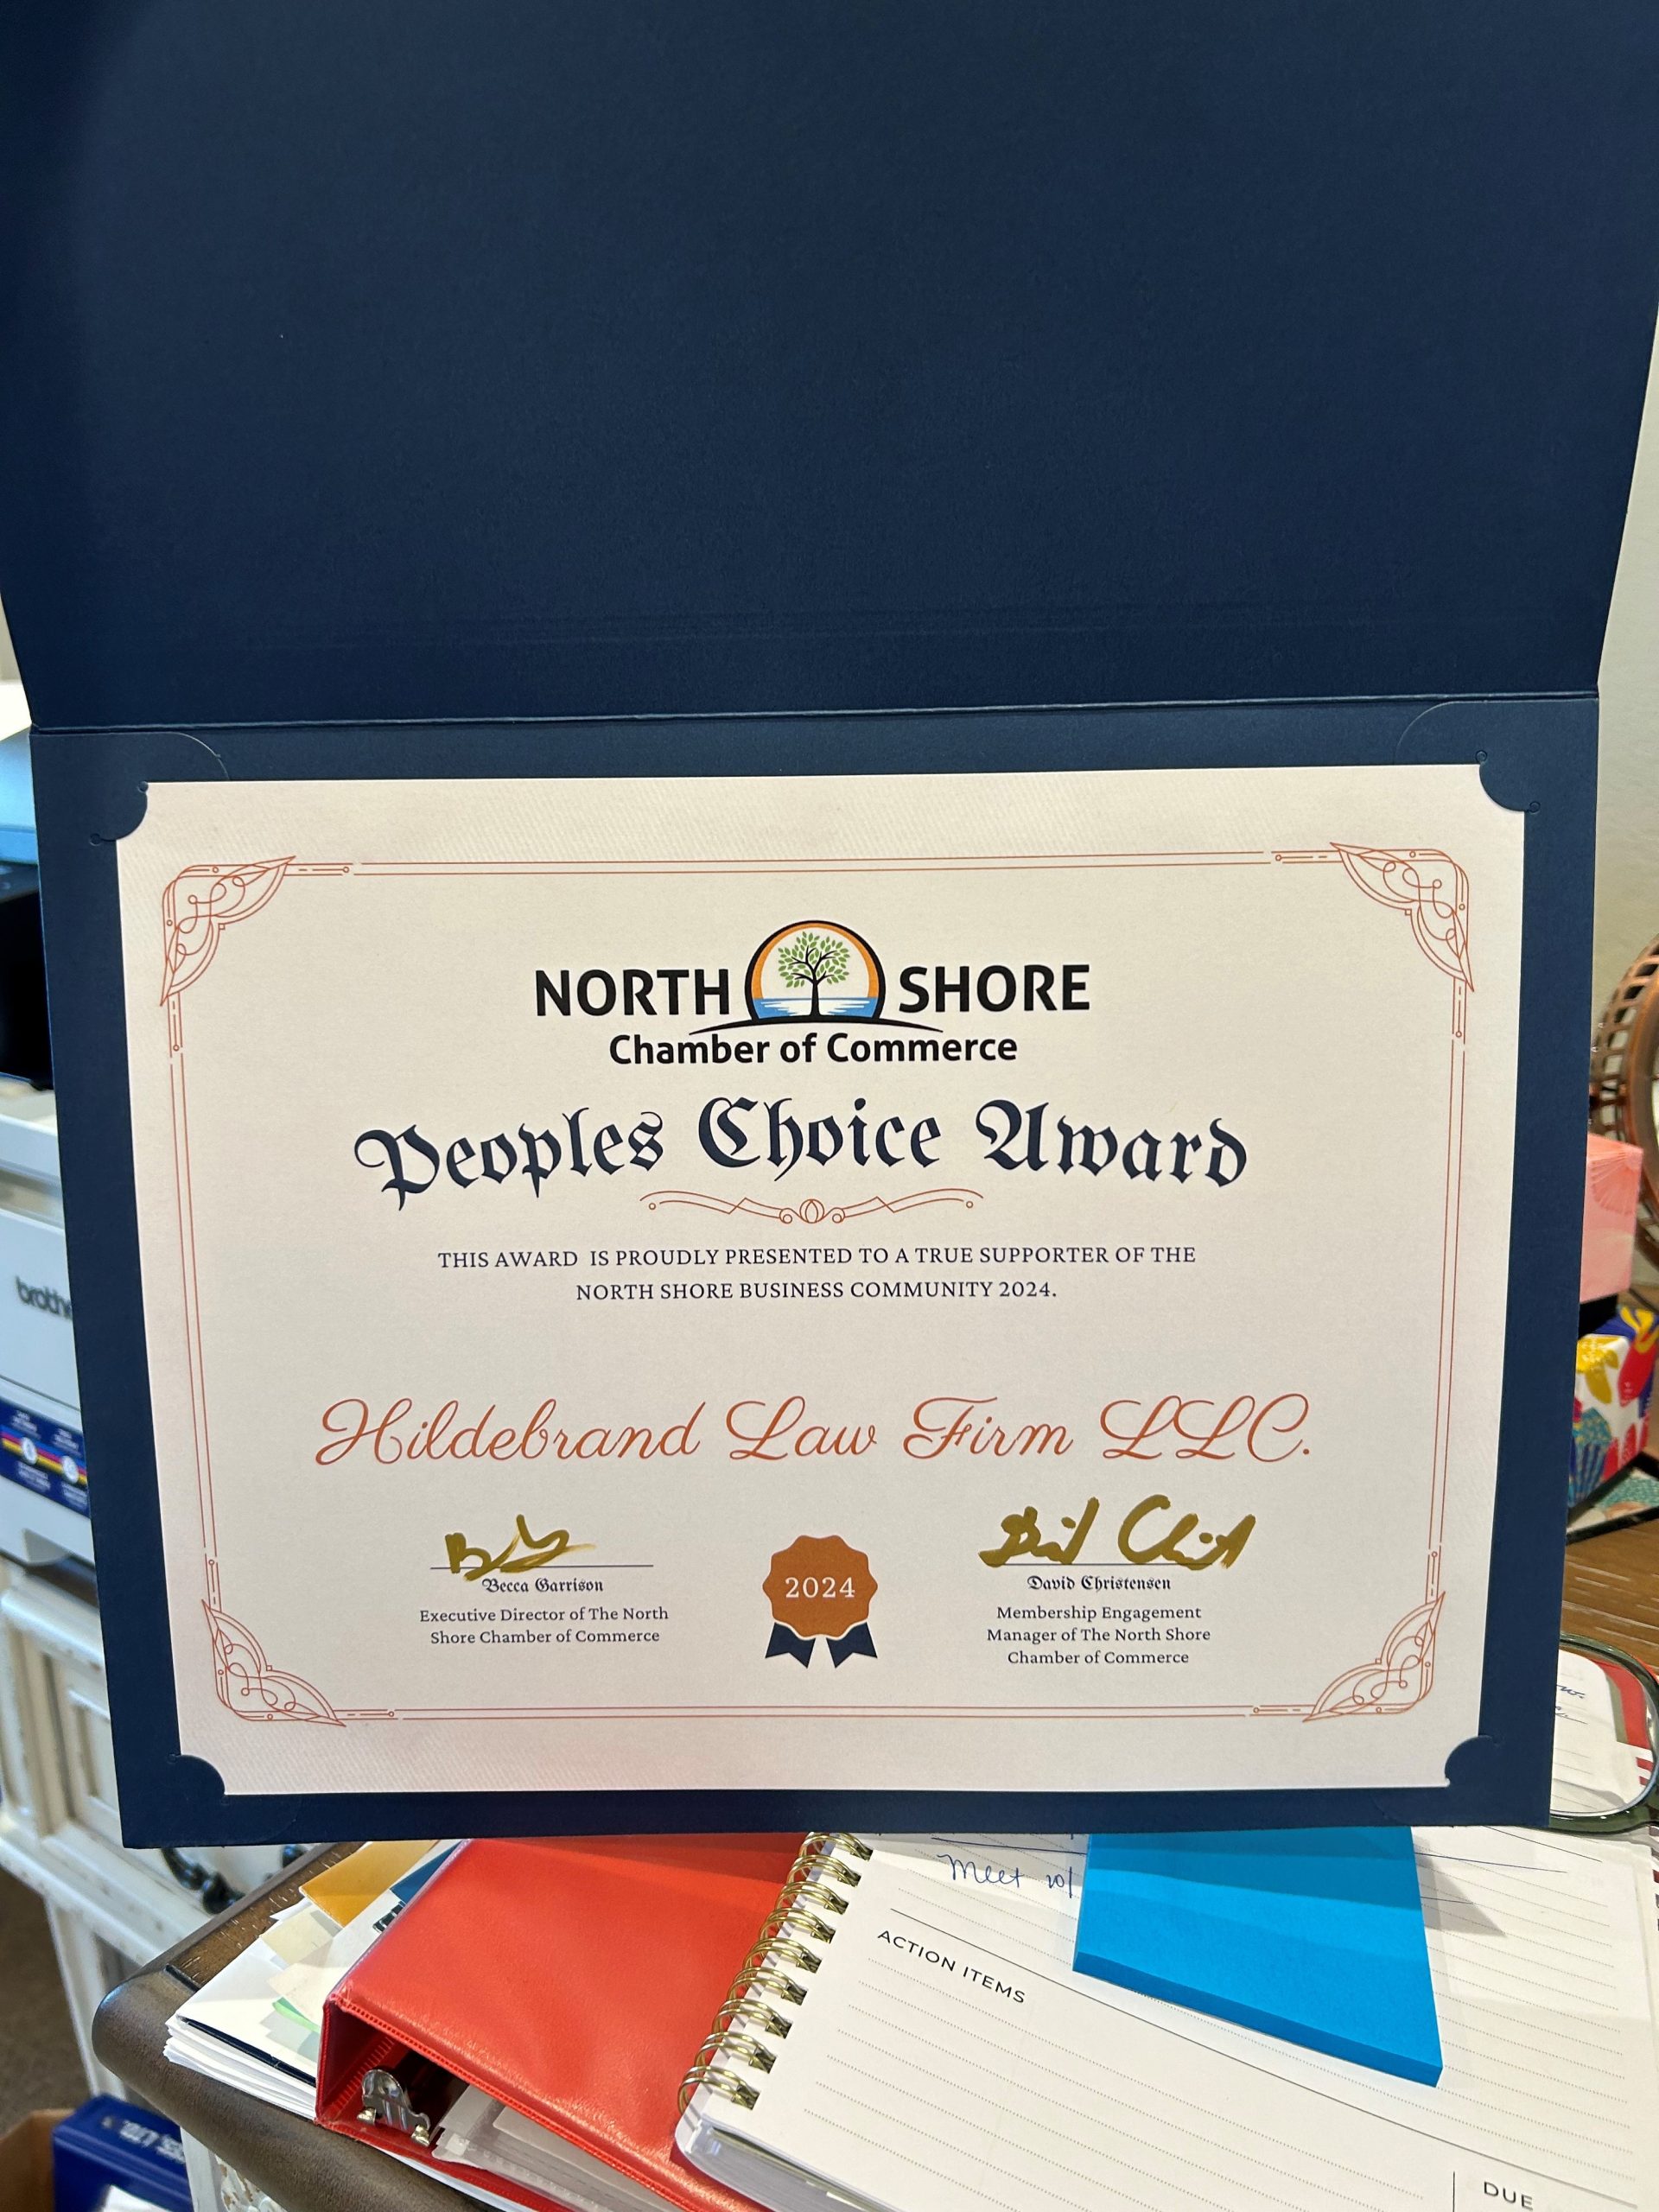 NORTH SHORE
Chamber of Commerce
Peoples Choice Award
THIS AWARD IS PROUDLY PRESENTED TO A TRUE SUPPORTER OF THE
NORTH SHORE BUSINESS COMMUNITY 2024.
Hildebrand Law Firm LLC.
Becca Garrison
Executive Director of The North
Shore Chamber of Commerce
2024
David Christensen
Membership Engagement
Manager of The North Shore
Chamber of Commerce
Meet 10/
ACTION ITEMS
DUE